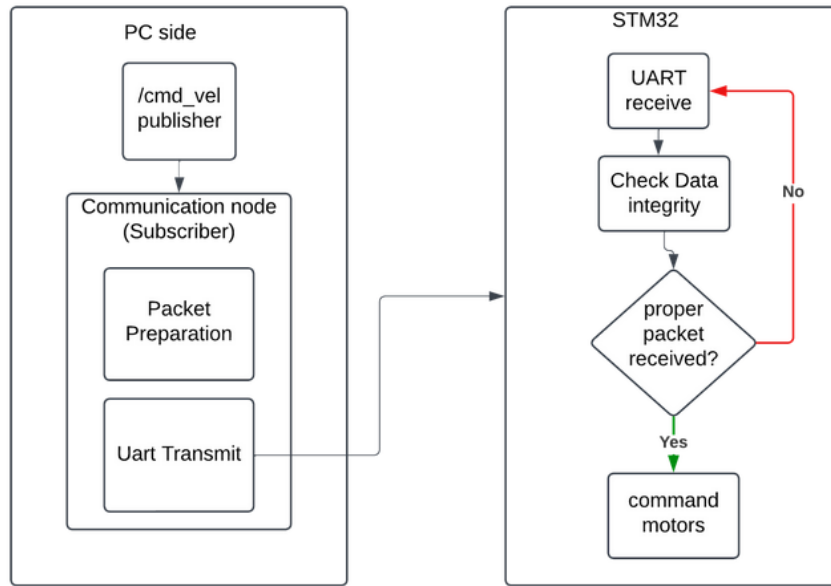 PC side
/cmd_vel
publisher
Communication node
(Subscriber)
Packet
Preparation
Uart Transmit
STM32
UART
receive
Check Data
integrity
No
proper
packet
received?
Yes
command
motors